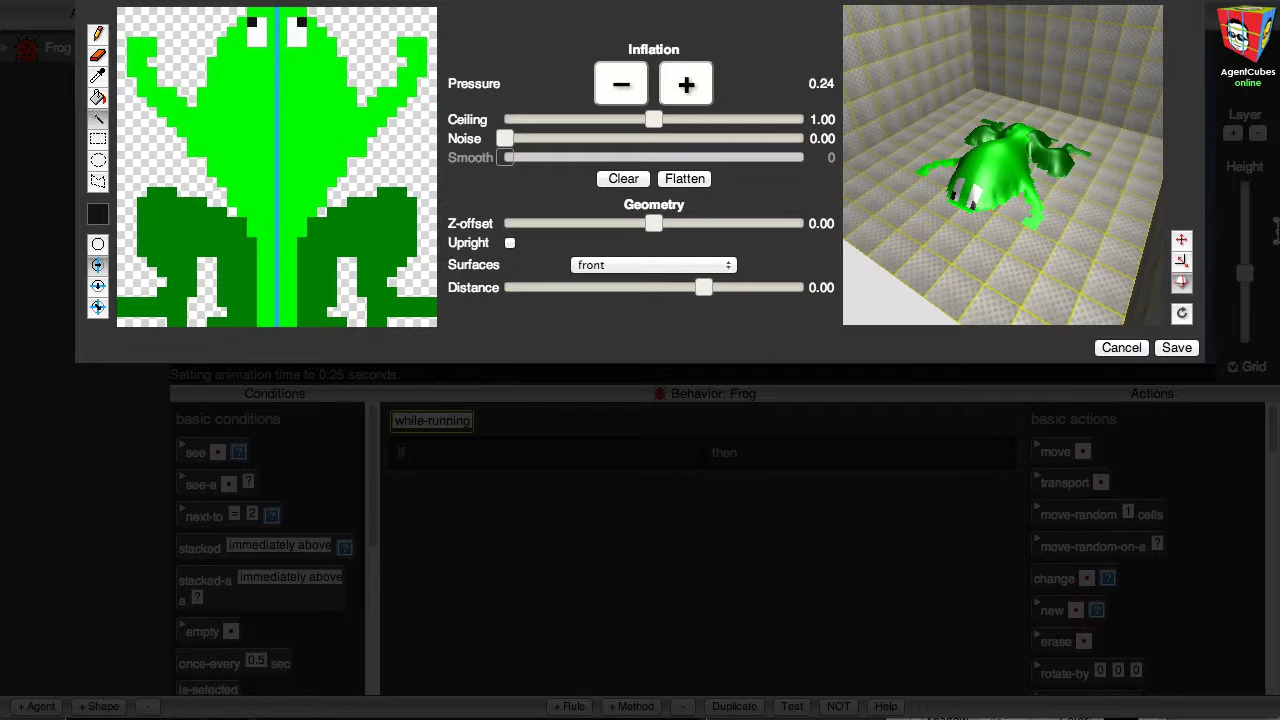 Frog
Inflation
Pressure
−
+
0.24
Ceiling
1.00
Noise
0.00
Smooth
0
Clear
Flatten
Geometry
Z-offset
0.00
Upright
Surfaces
front
Distance
0.00
AgentCubes
online
Layer
+
-
Height
Grid
Cancel
Save
Setting animation time to 0.25 seconds.
Conditions
Behavior: Frog
Actions
basic conditions
see ?
see-a ?
next-to = 2 ?
stacked immediately above ?
stacked-a immediately above
a ?
empty
once-every 0.5 sec
is-selected
while-running
If
then
basic actions
move
transport
move-random 1 cells
move-random-on-a ?
change ?
new ?
erase
rotate-by 0 0 0
+ Agent
+ Shape
-
+ Rule
+ Method
-
Duplicate
Test
NOT
Help